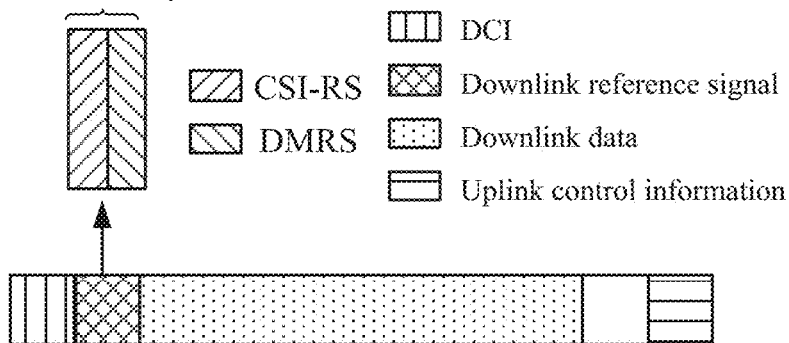 DCI
CSI-RS
Downlink reference signal
DMRS
Downlink data
Uplink control information